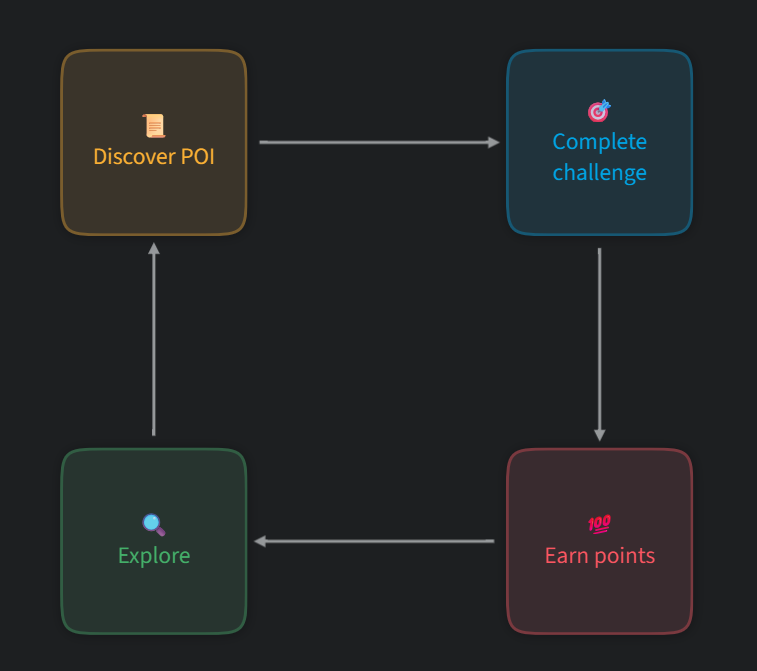 Discover POI
Complete
challenge
Explore
💯
Earn points